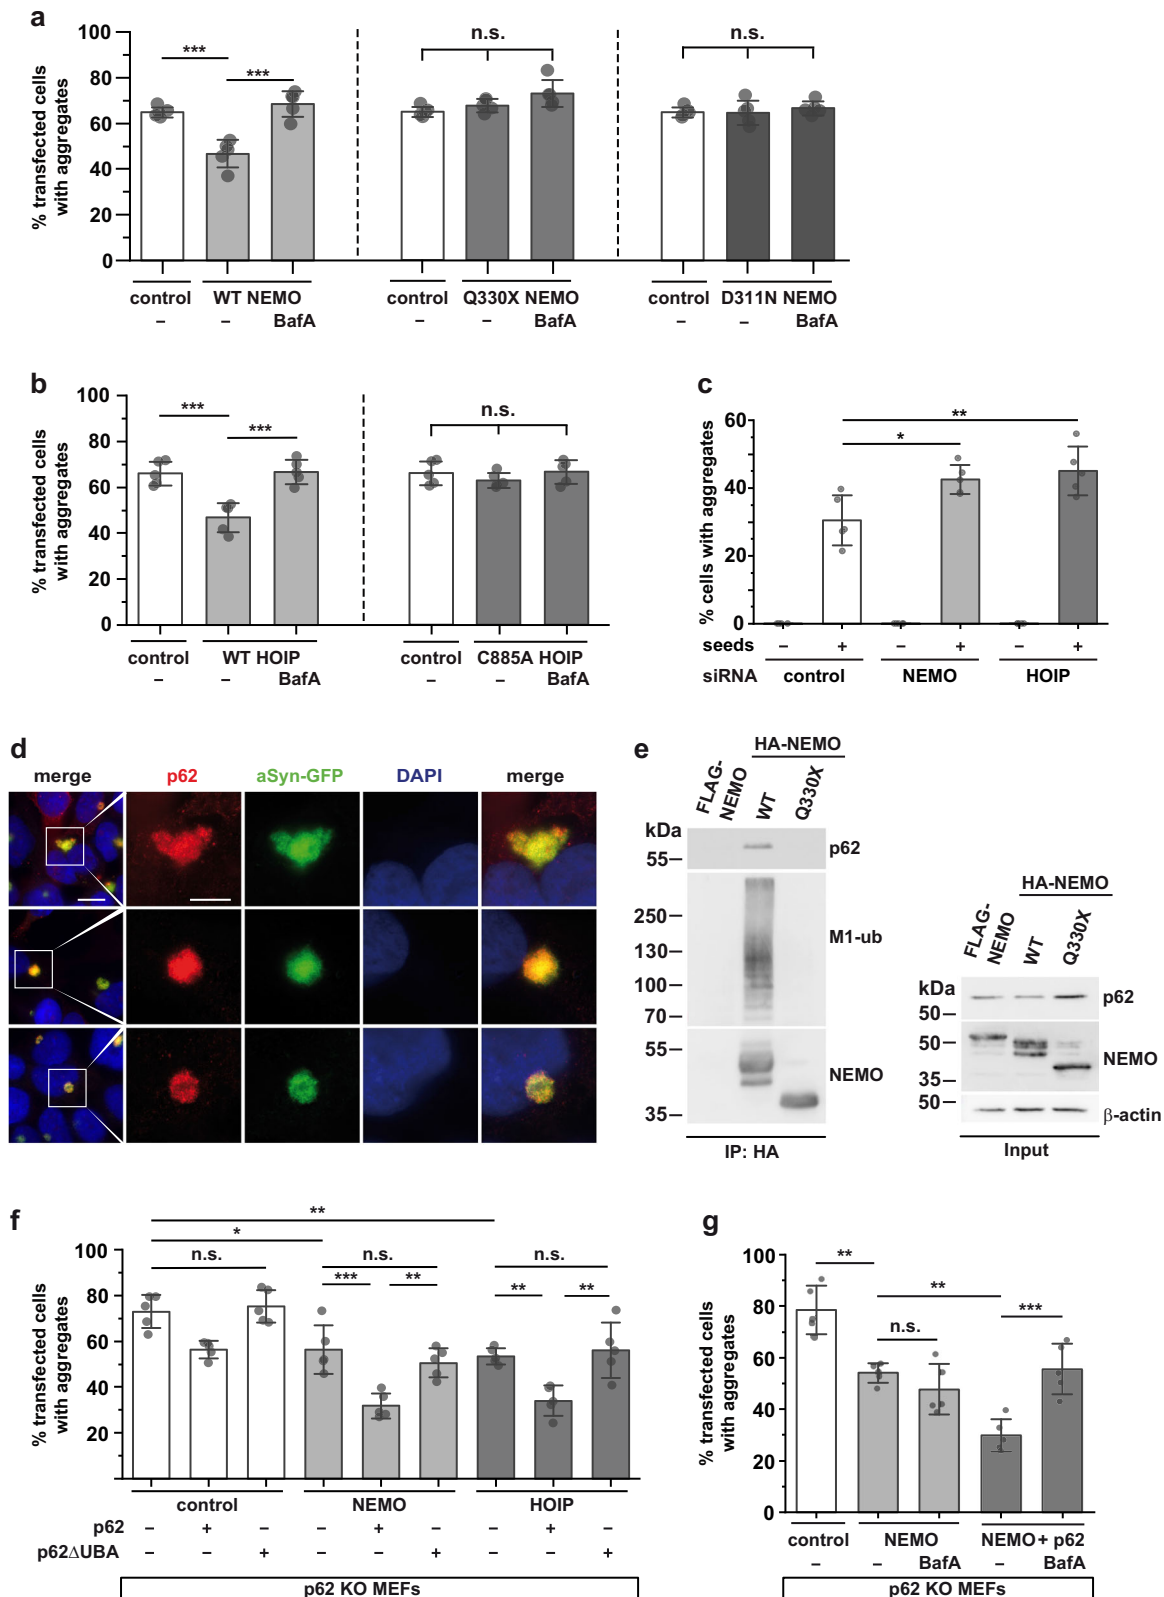 a
100
80
60
40
20
0
% transfected cells
with aggregates
***
***
n.s.
n.s.
control
WT NEMO
control
Q330X NEMO
control
D311N NEMO
–
–
BafA
–
–
BafA
–
–
BafA
b
100
80
60
40
20
0
% transfected cells
with aggregates
***
***
n.s.
control
WT HOIP
control
C885A HOIP
–
–
BafA
–
–
BafA
c
60
40
20
0
% cells with aggregates
**
*
seeds
–
+
–
+
–
+
siRNA
control
NEMO
HOIP
d
merge
p62
aSyn-GFP
DAPI
merge
e
HA-NEMO
FLAG-
NEMO
WT
Q330X
kDa
55
p62
250
130
100
70
M1-ub
55
35
NEMO
IP: HA
HA-NEMO
FLAG-
NEMO
WT
Q330X
kDa
50
p62
50
35
NEMO
50
β-actin
Input
f
100
80
60
40
20
% transfected cells
with aggregates
**
*
n.s.
n.s.
n.s.
***
**
**
**
control
NEMO
HOIP
p62
–
+
–
–
+
–
–
+
–
p62ΔUBA
–
–
+
–
–
+
–
–
+
p62 KO MEFs
g
100
80
60
40
20
0
% transfected cells
with aggregates
**
**
n.s.
***
control
NEMO
NEMO+ p62
–
–
BafA
–
BafA
p62 KO MEFs